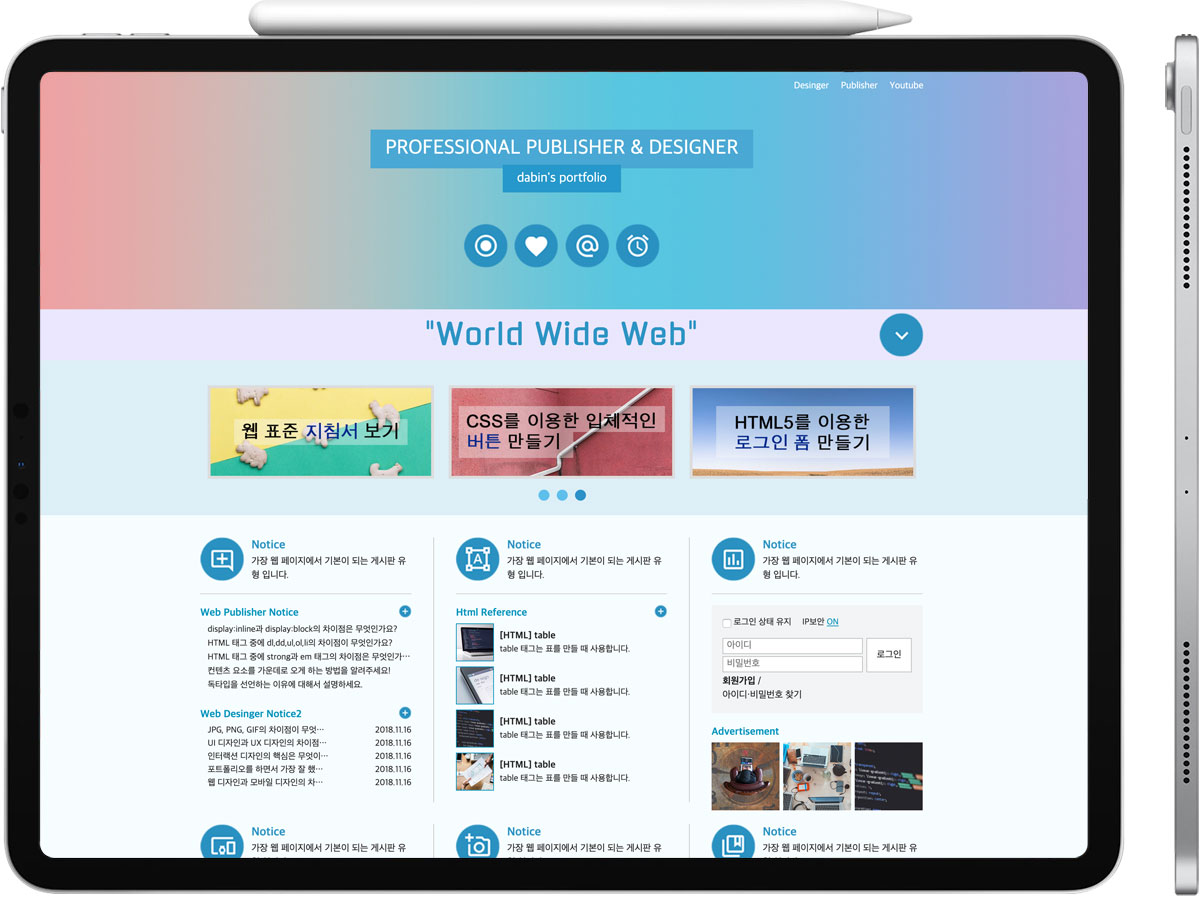 Desinger Publisher Youtube
PROFESSIONAL PUBLISHER & DESIGNER
dabin's portfolio
"World Wide Web"
웹 표준 지침서 보기
CSS를 이용한 입체적인
버튼 만들기
HTML5를 이용한
로그인 폼 만들기
Notice
가장 웹 페이지에서 기본이 되는 게시판 유
형 입니다.
Web Publisher Notice
display:inline과 display:block의 차이점은 무엇인가요?
HTML 태그 중에 dl,dd,ul,ol,li의 차이점이 무엇인가요?
HTML 태그 중에 strong과 em 태그의 차이점은 무엇인가…
컨텐츠 요소를 가운데로 오게 하는 방법을 알려주세요!
독타입을 선언하는 이유에 대해서 설명하세요.
Web Desinger Notice2
JPG, PNG, GIF의 차이점이 무엇… 2018.11.16
UI 디자인과 UX 디자인의 차이점… 2018.11.16
인터랙션 디자인의 핵심은 무엇이… 2018.11.16
포트폴리오를 하면서 가장 잘 했… 2018.11.16
웹 디자인과 모바일 디자인의 차… 2018.11.16
Notice
가장 웹 페이지에서 기본이 되는 게시판 유
형 입니다.
Html Reference
[HTML] table
table 태그는 표를 만들 때 사용합니다.
[HTML] table
table 태그는 표를 만들 때 사용합니다.
[HTML] table
table 태그는 표를 만들 때 사용합니다.
[HTML] table
table 태그는 표를 만들 때 사용합니다.
Notice
가장 웹 페이지에서 기본이 되는 게시판 유
형 입니다.
로그인 상태 유지 IP보안 ON
아이디
비밀번호
로그인
회원가입 /
아이디·비밀번호 찾기
Advertisement
Notice
가장 웹 페이지에서 기본이 되는 게시판 유
Notice
가장 웹 페이지에서 기본이 되는 게시판 유
Notice
가장 웹 페이지에서 기본이 되는 게시판 유